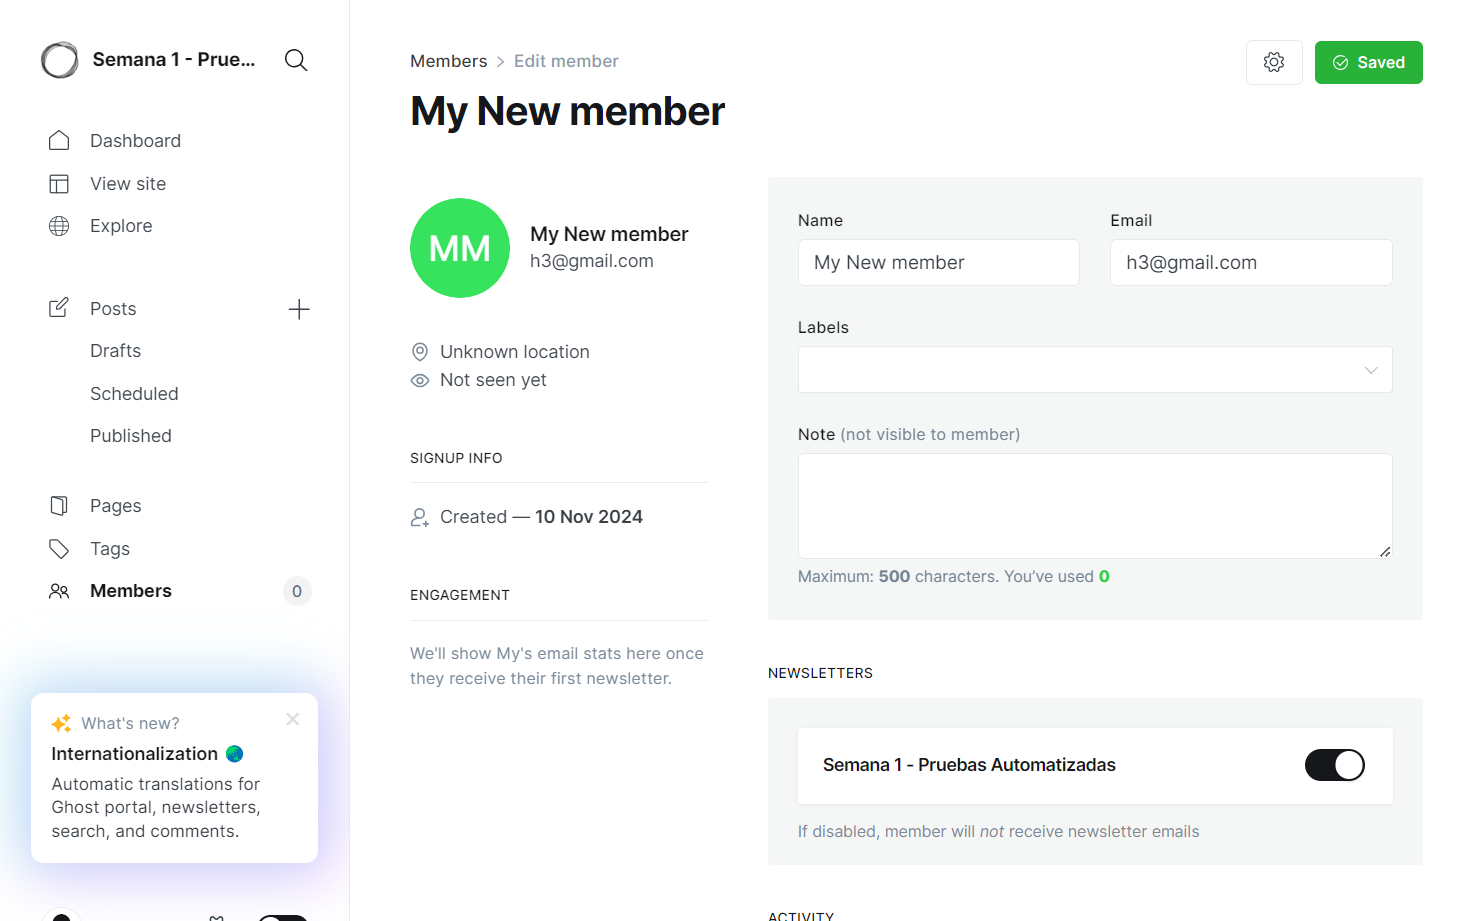 Semana 1 - Prue...
Dashboard
View site
Explore
Posts
Drafts
Scheduled
Published
Pages
Tags
Members
0
What's new?
Internationalization
Automatic translations for
Ghost portal, newsletters,
search, and comments.
Members > Edit member
Saved
My New member
MM
My New member
h3@gmail.com
Unknown location
Not seen yet
SIGNUP INFO
Created — 10 Nov 2024
ENGAGEMENT
We'll show My's email stats here once
they receive their first newsletter.
Name
Email
My New member
h3@gmail.com
Labels
Note (not visible to member)
Maximum: 500 characters. You've used 0
NEWSLETTERS
Semana 1 - Pruebas Automatizadas
If disabled, member will not receive newsletter emails
ACTIVITY